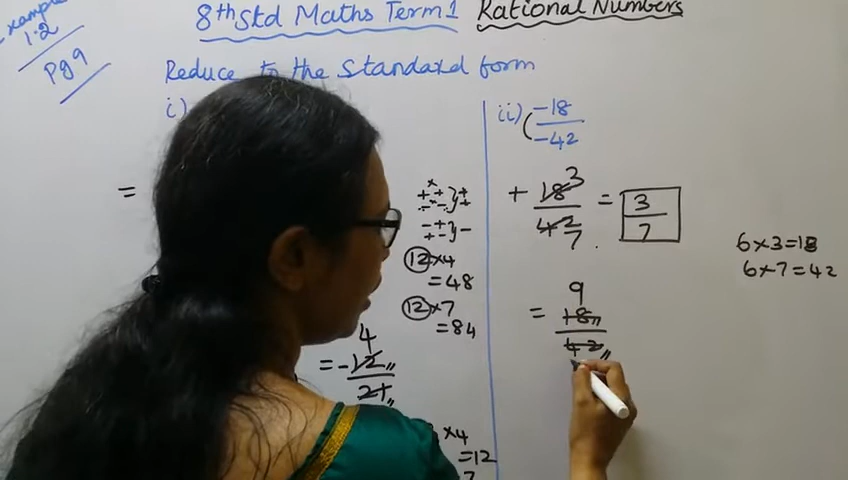 8th Std Maths Term 1 Rational Numbers
1.2
Pg 9
Reduce to the Standard form
i)
=
+ + } +
- - } +
- + } -
+ - } -
12 × 4
= 48
12 × 7
= 84
4
= -12
21
×4
=12
7
ii) ( -18
-42
+ 18 3 = 3
42 7 . 7
9
= 18
42
6×3=18
6×7=42